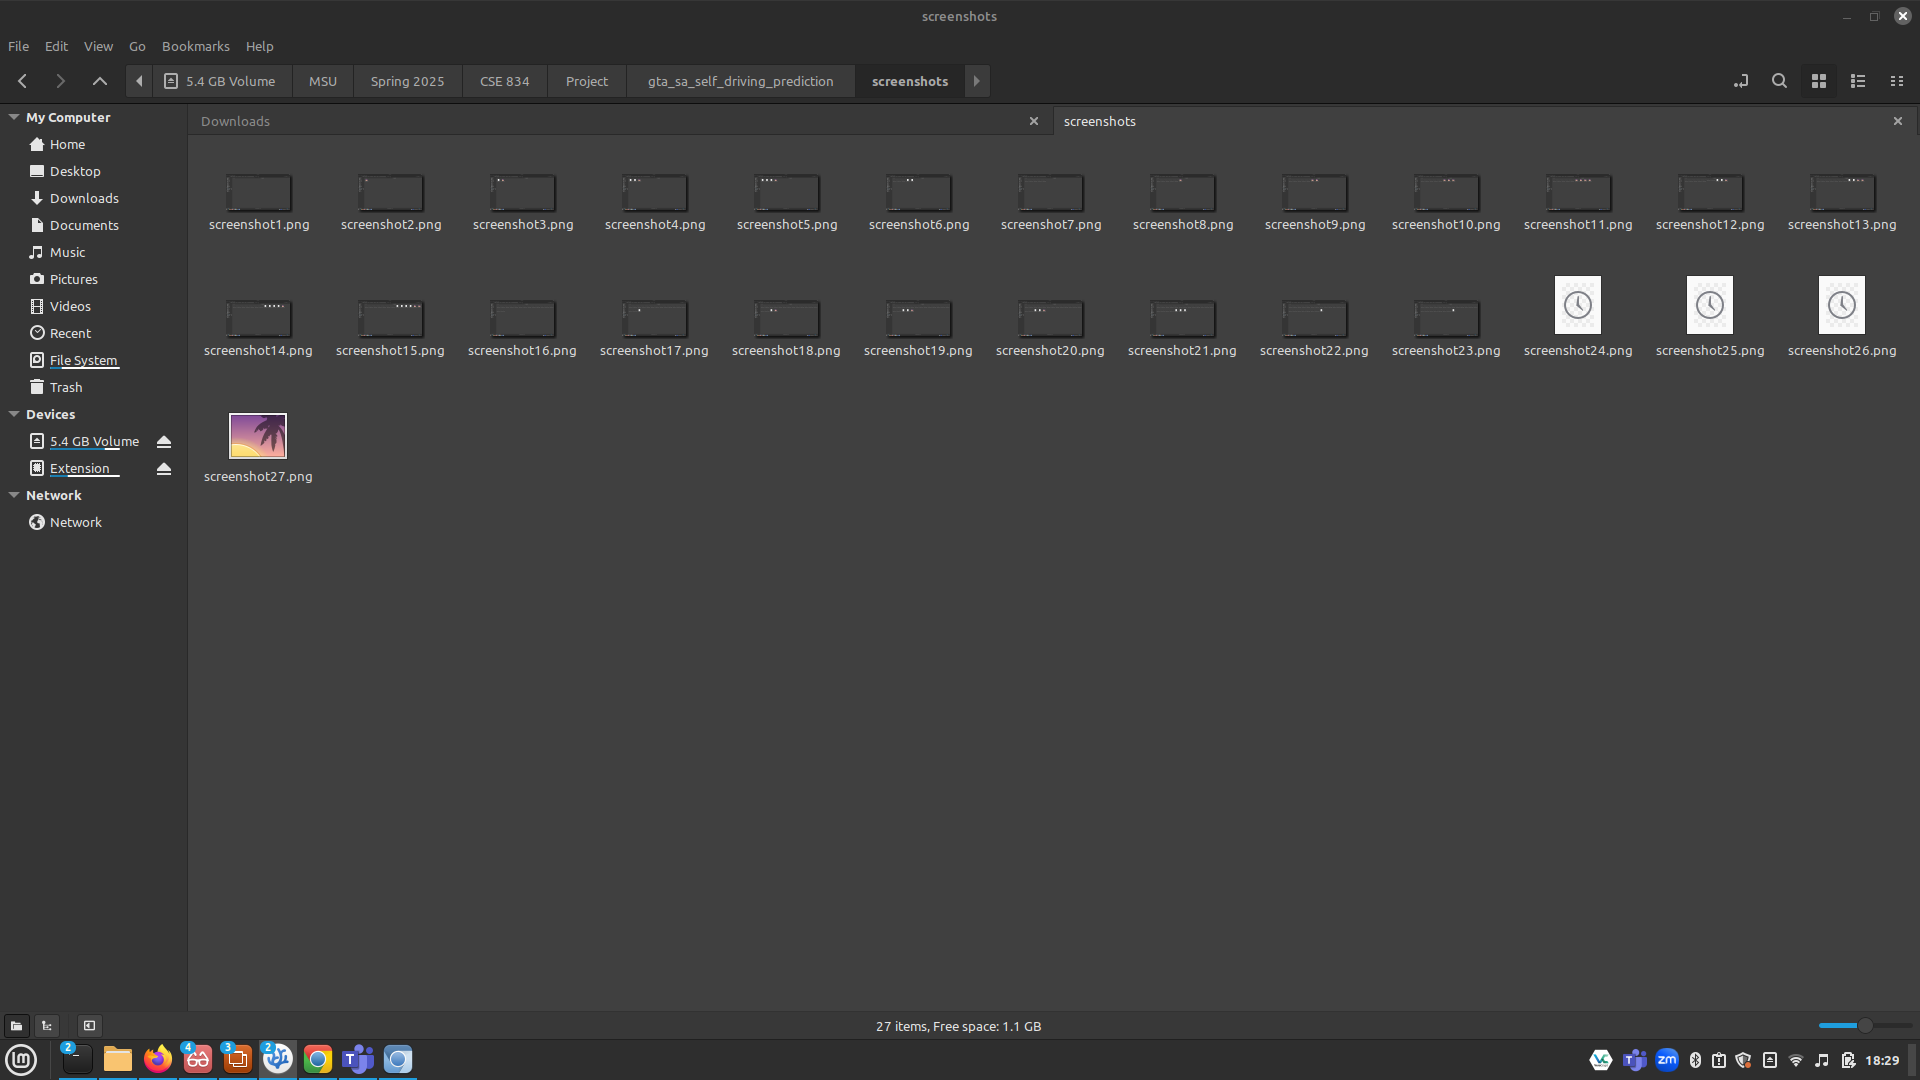 screenshots
File Edit View Go Bookmarks Help
5.4 GB Volume MSU Spring 2025 CSE 834 Project gta_sa_self_driving_prediction screenshots
My Computer
Home
Desktop
Downloads
Documents
Music
Pictures
Videos
Recent
File System
Trash
Devices
5.4 GB Volume
Extension
Network
Network
Downloads screenshots
screenshot1.png screenshot2.png screenshot3.png screenshot4.png screenshot5.png screenshot6.png screenshot7.png screenshot8.png screenshot9.png screenshot10.png screenshot11.png screenshot12.png screenshot13.png
screenshot14.png screenshot15.png screenshot16.png screenshot17.png screenshot18.png screenshot19.png screenshot20.png screenshot21.png screenshot22.png screenshot23.png screenshot24.png screenshot25.png screenshot26.png
screenshot27.png
27 items, Free space: 1.1 GB
2 4 3 2 T zm 18:29